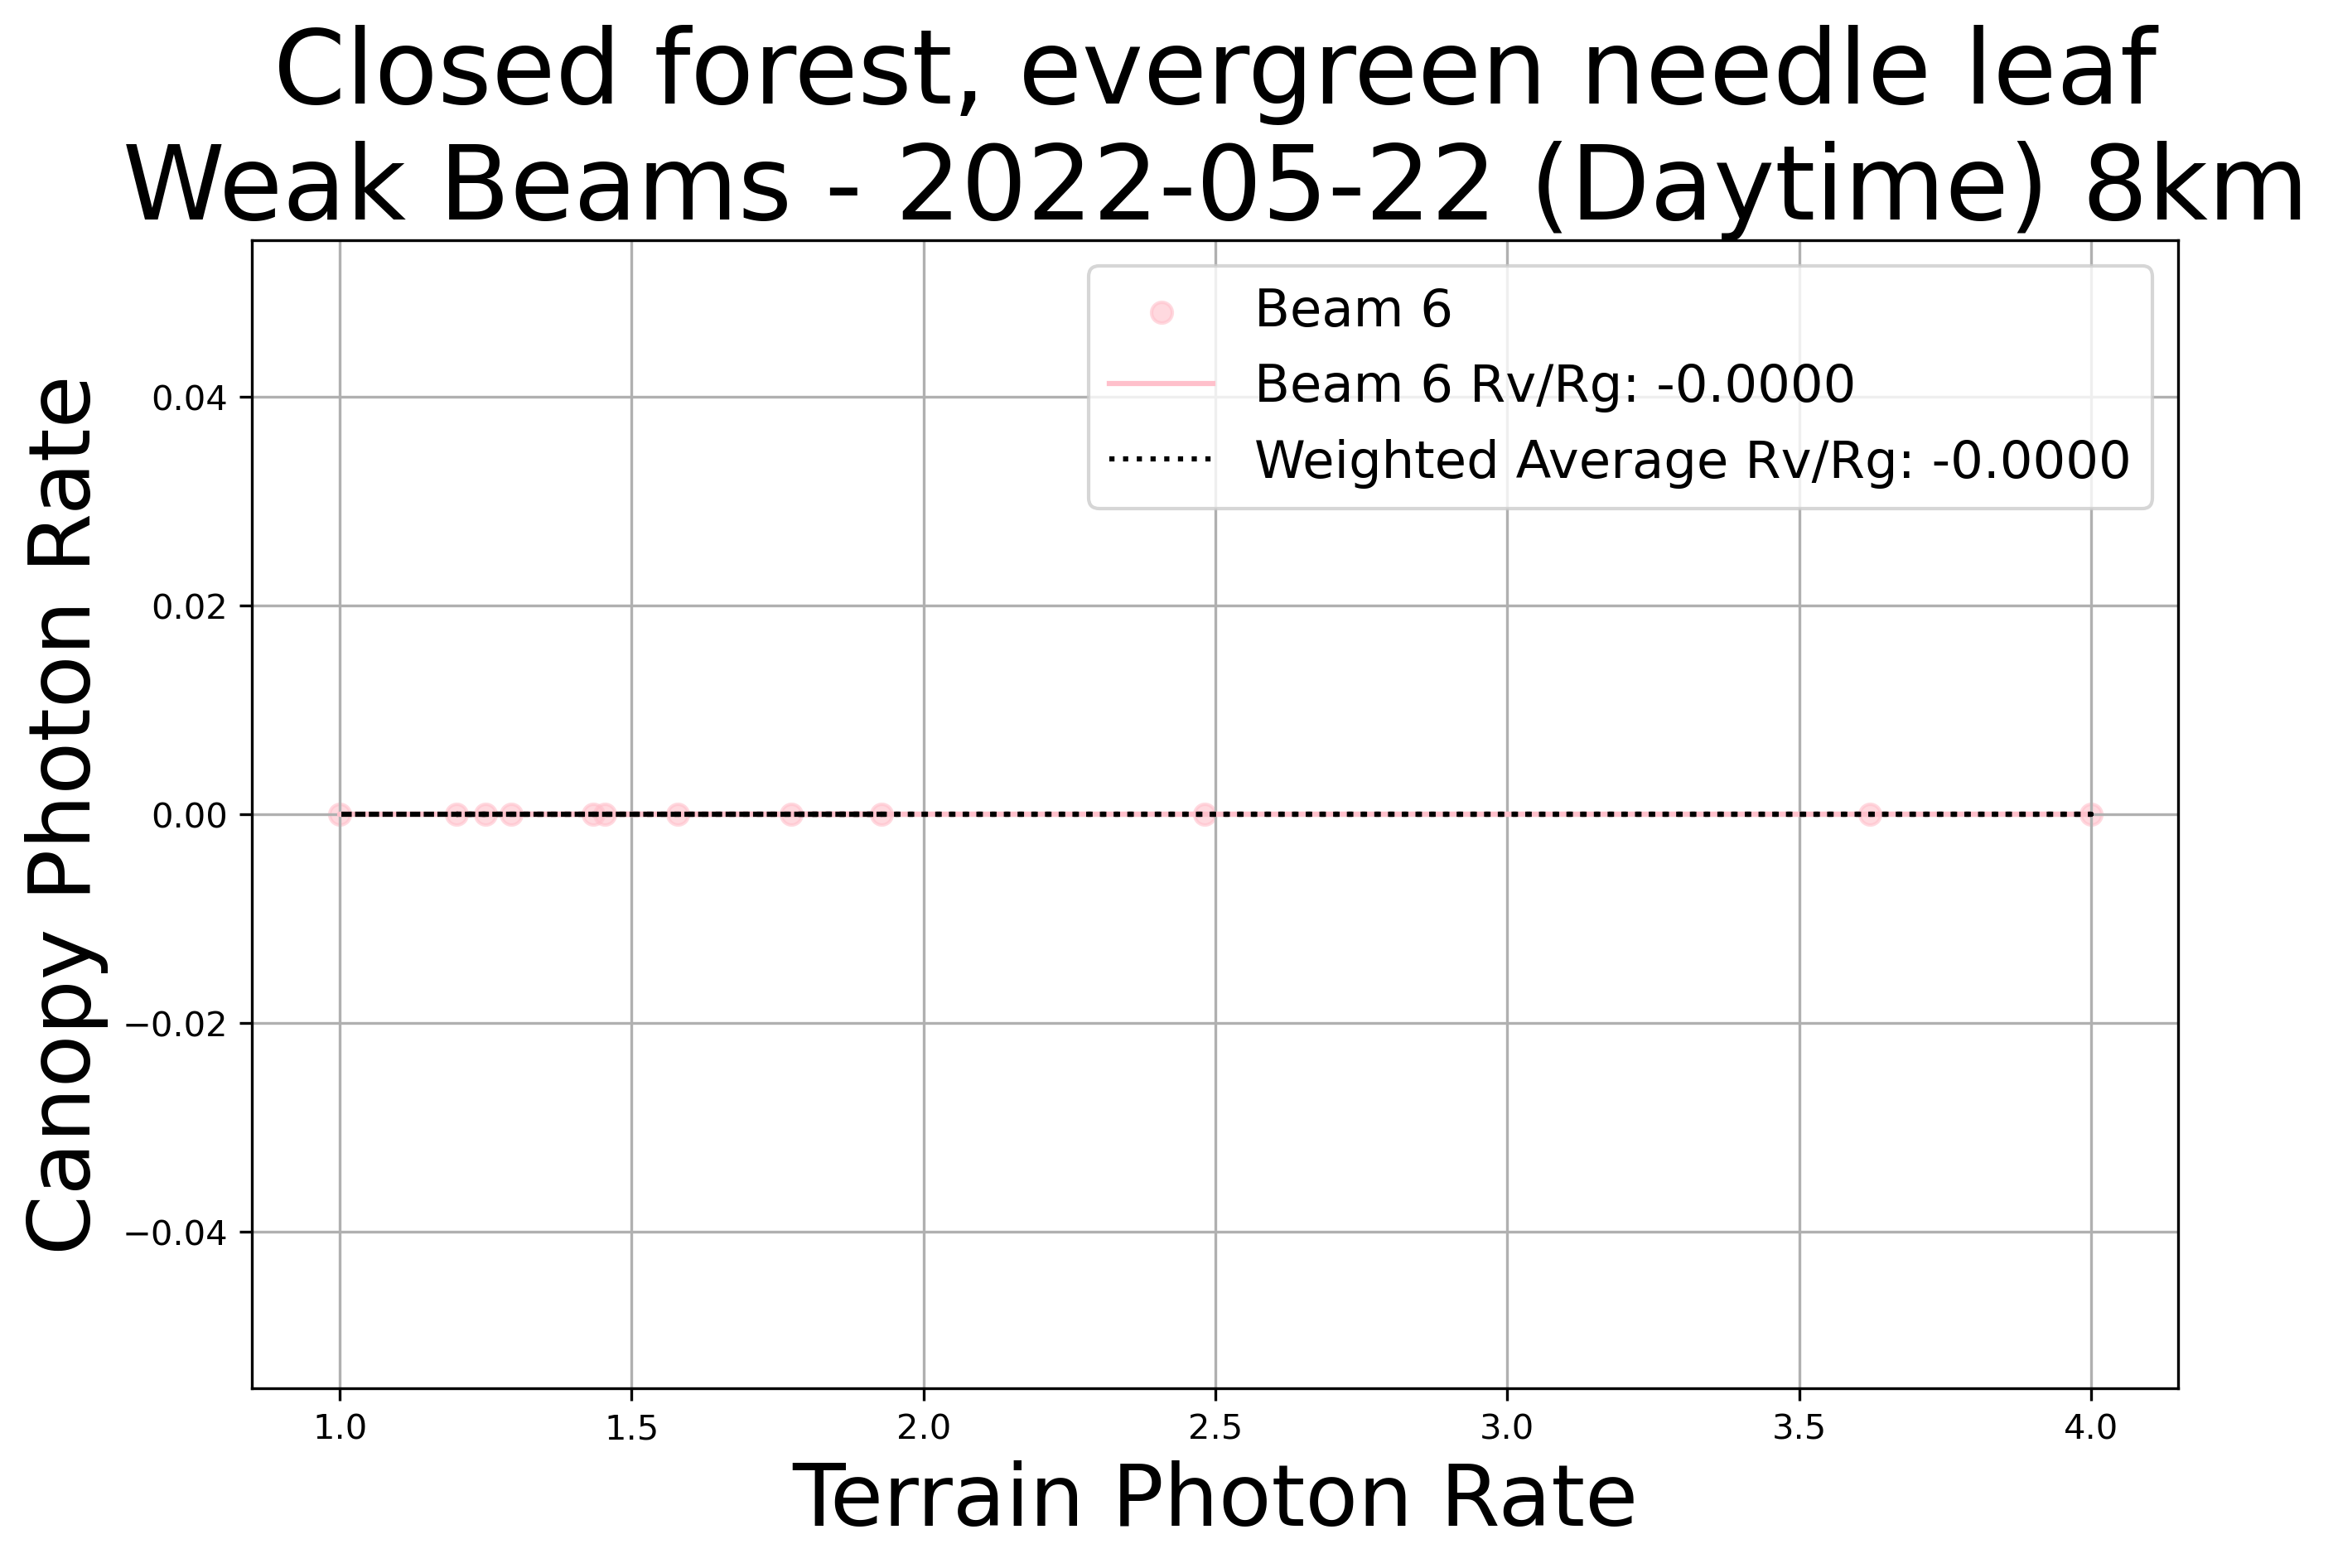 Closed forest, evergreen needle leaf
Weak Beams - 2022-05-22 (Daytime) 8km
Beam 6
Beam 6 Rv/Rg: -0.0000
Weighted Average Rv/Rg: -0.0000
Canopy Photon Rate
0.04
0.02
0.00
−0.02
−0.04
1.0 1.5 2.0 2.5 3.0 3.5 4.0
Terrain Photon Rate